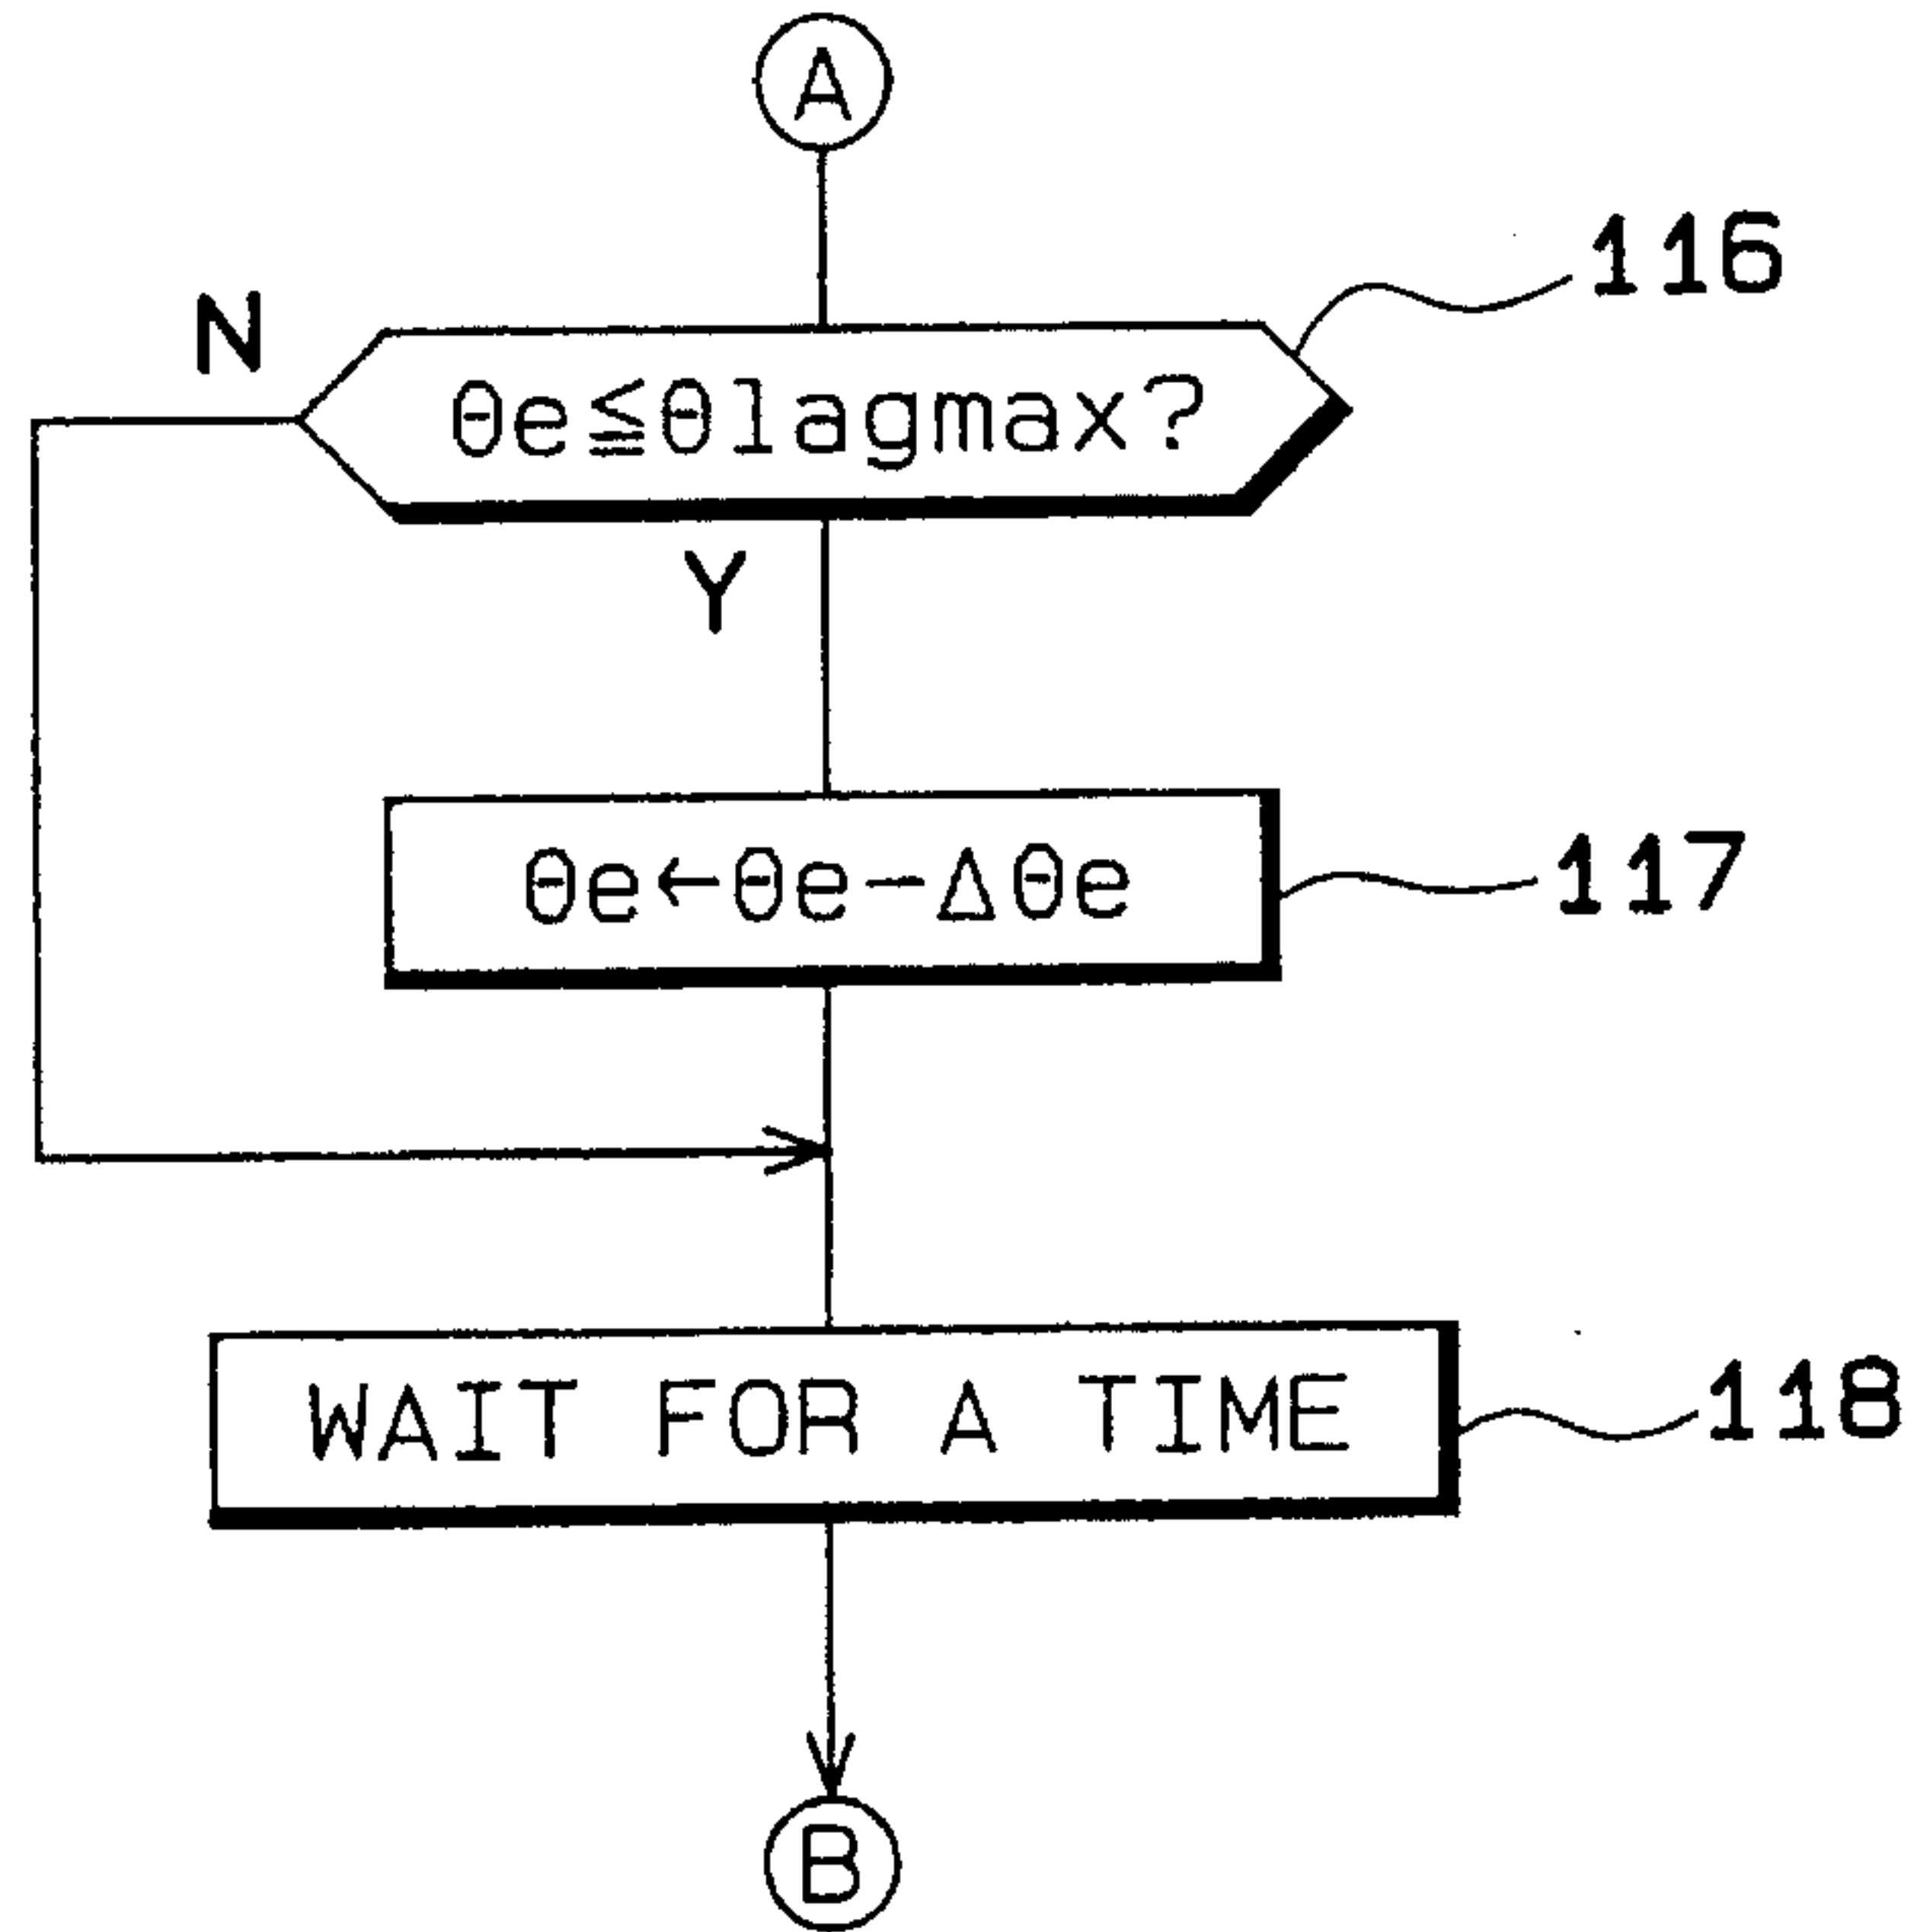 A
116
N
θe≦θlagmax?
Y
θe←θe−Δθe
117
WAIT FOR A TIME
118
B